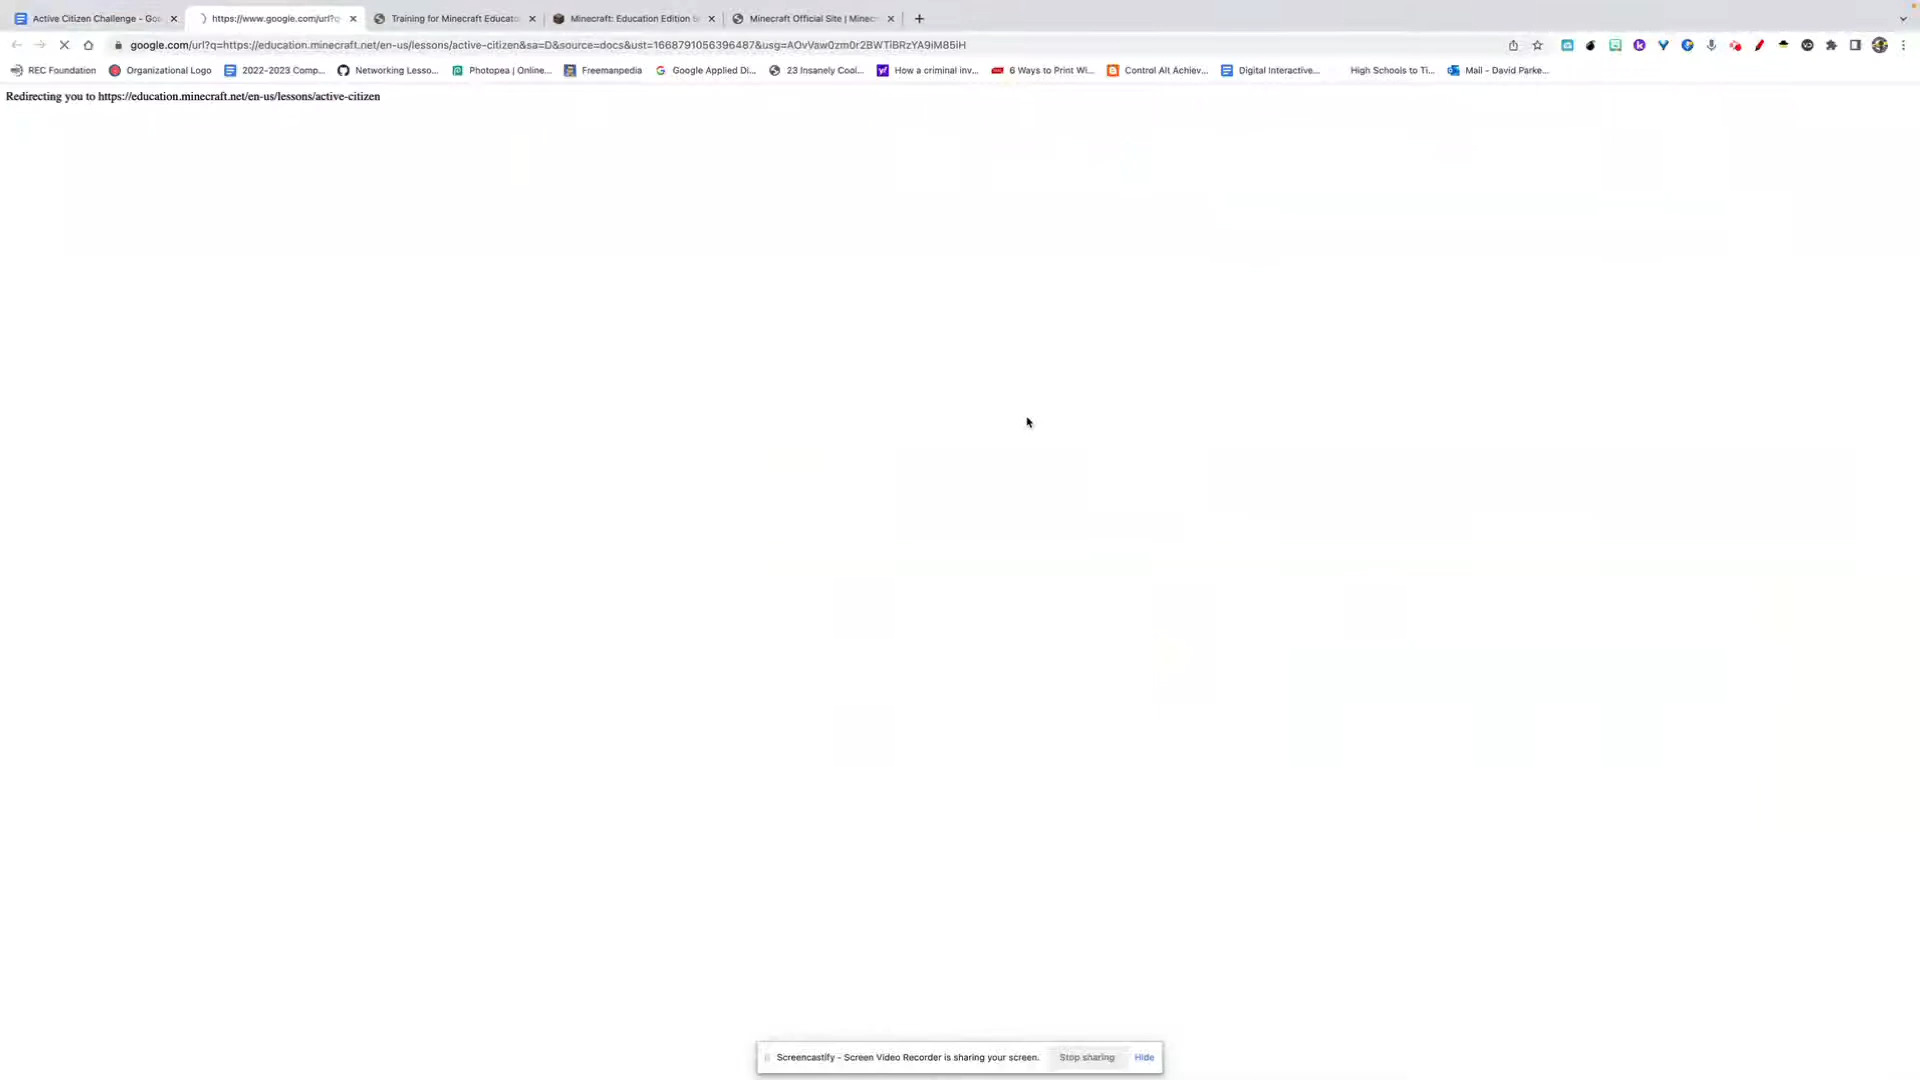 Active Citizen Challenge - Goo
https://www.google.com/url?q=
Training for Minecraft Educato
Minecraft: Education Edition
Minecraft Official Site | Minec
google.com/url?q=https://education.minecraft.net/en-us/lessons/active-citizen&sa=D&source=docs&ust=1668791056396487&usg=AOvVaw0zm0r2BWTiBRzYA9iM85iH
REC Foundation
Organizational Logo
2022-2023 Comp...
Networking Lesso...
Photopea | Online...
Freemanpedia
Google Applied Di...
23 Insanely Cool...
How a criminal inv...
6 Ways to Print Wi...
Control Alt Achiev...
Digital Interactive...
High Schools to Ti...
Mail - David Parke...
Redirecting you to https://education.minecraft.net/en-us/lessons/active-citizen
Screencastify - Screen Video Recorder is sharing your screen.
Stop sharing
Hide